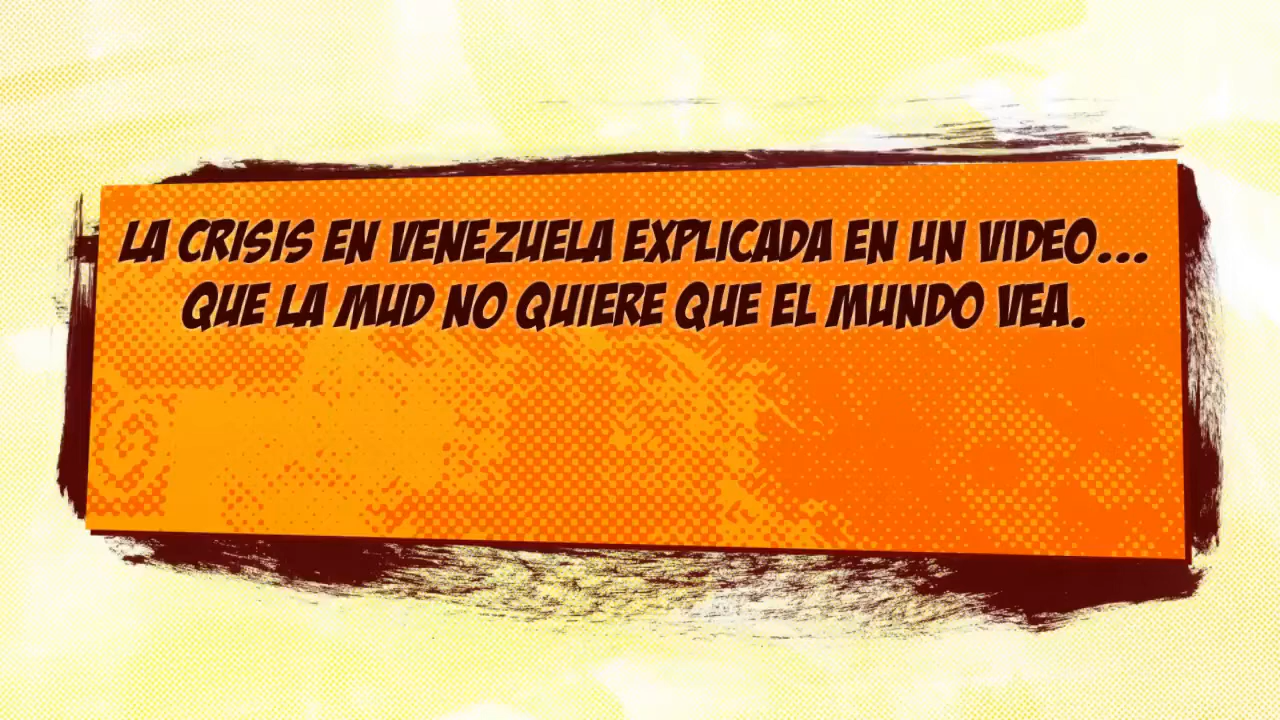 LA CRISIS EN VENEZUELA EXPLICADA EN UN VIDEO...
QUE LA MUD NO QUIERE QUE EL MUNDO VEA.